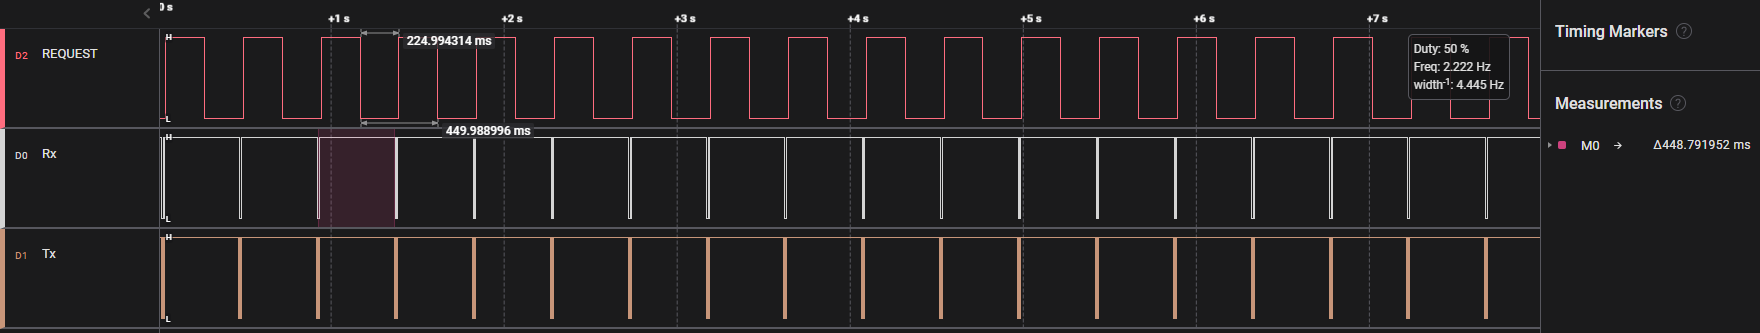 0 s
+1 s
+2 s
+3 s
+4 s
+5 s
+6 s
+7 s
D2 REQUEST
H
L
224.994314 ms
449.988996 ms
Duty: 50 %
Freq: 2.222 Hz
width-1: 4.445 Hz
D0 Rx
H
L
D1 Tx
H
L
Timing Markers ?
Measurements ?
M0 → Δ448.791952 ms